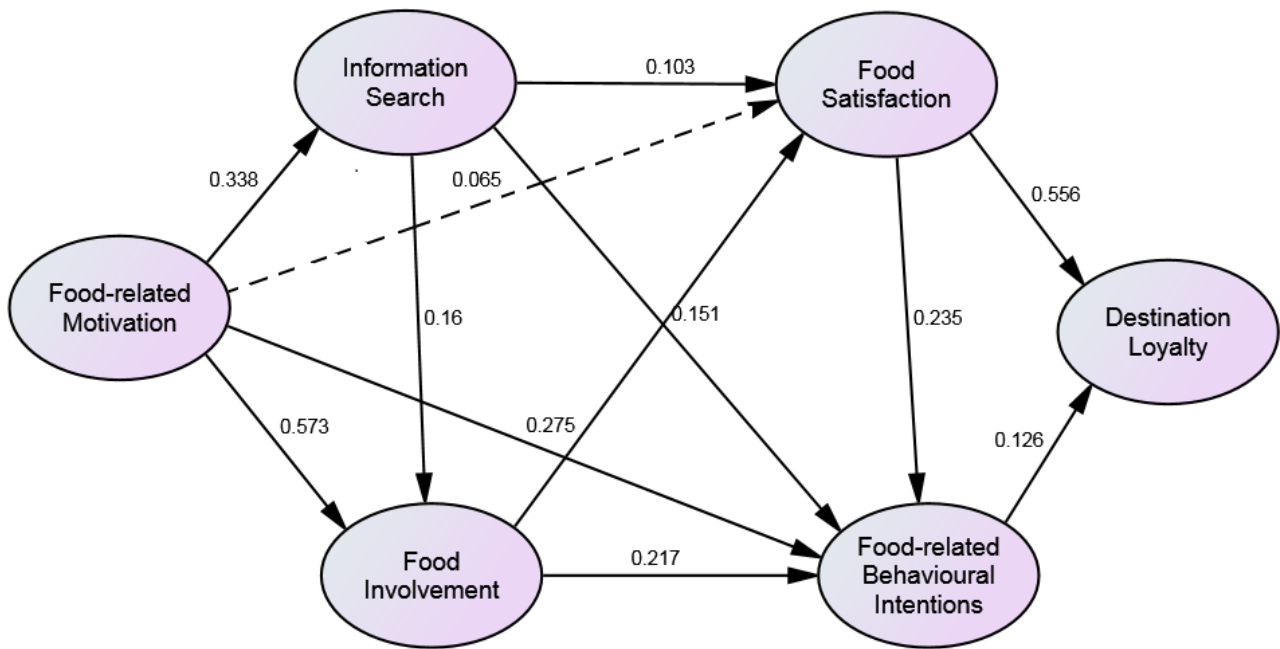 Information
Search
Food
Satisfaction
0.103
0.338
0.065
0.556
Food-related
Motivation
0.16
0.151
0.235
Destination
Loyalty
0.573
0.275
0.126
Food
Involvement
0.217
Food-related
Behavioural
Intentions